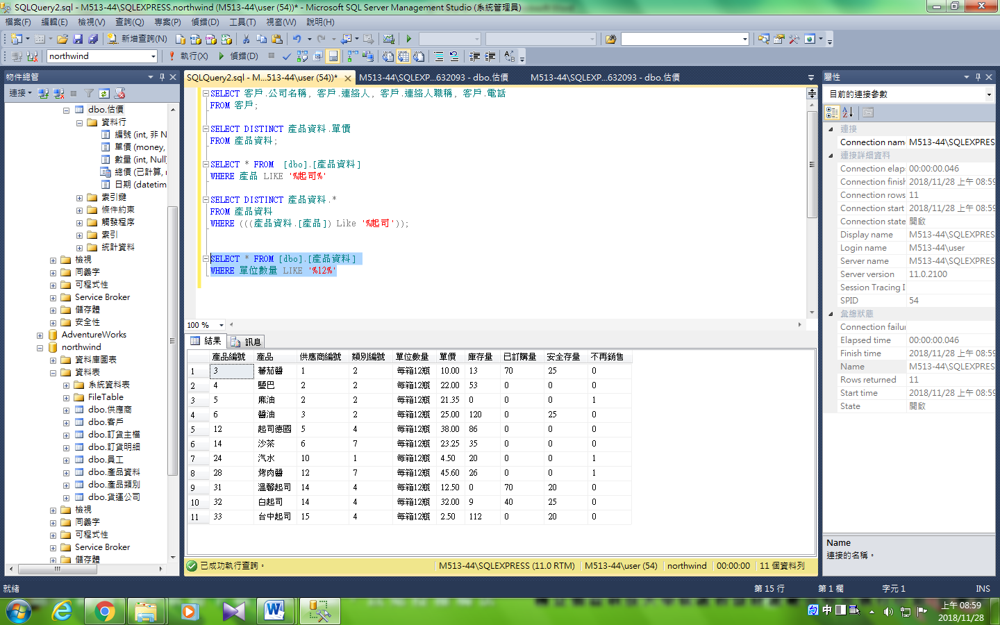 SQLQuery2.sql - M513-44\SQLEXPRESS.northwind (M513-44\user (54))* - Microsoft SQL Server Management Studio (系統管理員)
檔案(F) 編輯(E) 檢視(V) 查詢(Q) 專案(P) 偵錯(D) 工具(T) 視窗(W) 說明(H)
新增查詢(N)
northwind 執行(X) 偵錯(D)
物件總管
連接
dbo.估價
資料行
編號 (int, 非 N
單價 (money,
數量 (int, Null)
總價 (已計算, r
日期 (datetim
索引鍵
條件約束
觸發程序
索引
統計資料
檢視
同義字
可程式性
Service Broker
儲存體
安全性
AdventureWorks
northwind
資料庫圖表
資料表
系統資料表
FileTable
dbo.供應商
dbo.客戶
dbo.訂貨主檔
dbo.訂貨明細
dbo.員工
dbo.產品資料
dbo.產品類別
dbo.貨運公司
檢視
同義字
可程式性
Service Broker
儲存體
SQLQuery2.sql - M...513-44\user (54))* M513-44\SQLEXP...632093 - dbo.估價 M513-44\SQLEXP...632093 - dbo.估價
SELECT 客戶.公司名稱, 客戶.連絡人, 客戶.連絡人職稱, 客戶.電話
FROM 客戶;
SELECT DISTINCT 產品資料.單價
FROM 產品資料;
SELECT * FROM [dbo].[產品資料]
WHERE 產品 LIKE '%起司%'
SELECT DISTINCT 產品資料.*
FROM 產品資料
WHERE (((產品資料.[產品]) Like '%起司'));
SELECT * FROM [dbo].[產品資料]
WHERE 單位數量 LIKE '%12%'
100 %
結果 訊息
產品編號 產品 供應商編號 類別編號 單位數量 單價 庫存量 已訂購量 安全存量 不再銷售
1 3 蕃茄醬 1 2 每箱12瓶 10.00 13 70 25 0
2 4 鹽巴 2 2 每箱12瓶 22.00 53 0 0 0
3 5 麻油 2 2 每箱12瓶 21.35 0 0 0 1
4 6 醬油 3 2 每箱12瓶 25.00 120 0 25 0
5 12 起司德國 5 4 每箱12瓶 38.00 86 0 0 0
6 14 沙茶 6 7 每箱12瓶 23.25 35 0 0 0
7 24 汽水 10 1 每箱12瓶 4.50 20 0 0 1
8 28 烤肉醬 12 7 每箱12瓶 45.60 26 0 0 1
9 31 溫馨起司 14 4 每箱12瓶 12.50 0 70 20 0
10 32 白起司 14 4 每箱12瓶 32.00 9 40 25 0
11 33 台中起司 15 4 每箱12瓶 2.50 112 0 20 0
已成功執行查詢。 M513-44\SQLEXPRESS (11.0 RTM) M513-44\user (54) northwind 00:00:00 11 個資料列
屬性
目前的連接參數
連接
Connection name M513-44\SQLEXPRES
連接詳細資料
Connection elap 00:00:00.046
Connection finish 2018/11/28 上午 08:59
Connection rows 11
Connection start 2018/11/28 上午 08:59
Connection state 開啟
Display name M513-44\SQLEXPRES
Login name M513-44\user
Server name M513-44\SQLEXPRES
Server version 11.0.2100
Session Tracing I
SPID 54
彙總狀態
Connection failur
Elapsed time 00:00:00.046
Finish time 2018/11/28 上午 08:59
Name M513-44\SQLEXPRES
Rows returned 11
Start time 2018/11/28 上午 08:59
State 開啟
Name
連接的名稱。
就緒 第 15 行 第 1 欄 字元 1 INS
中 上午 08:59
2018/11/28